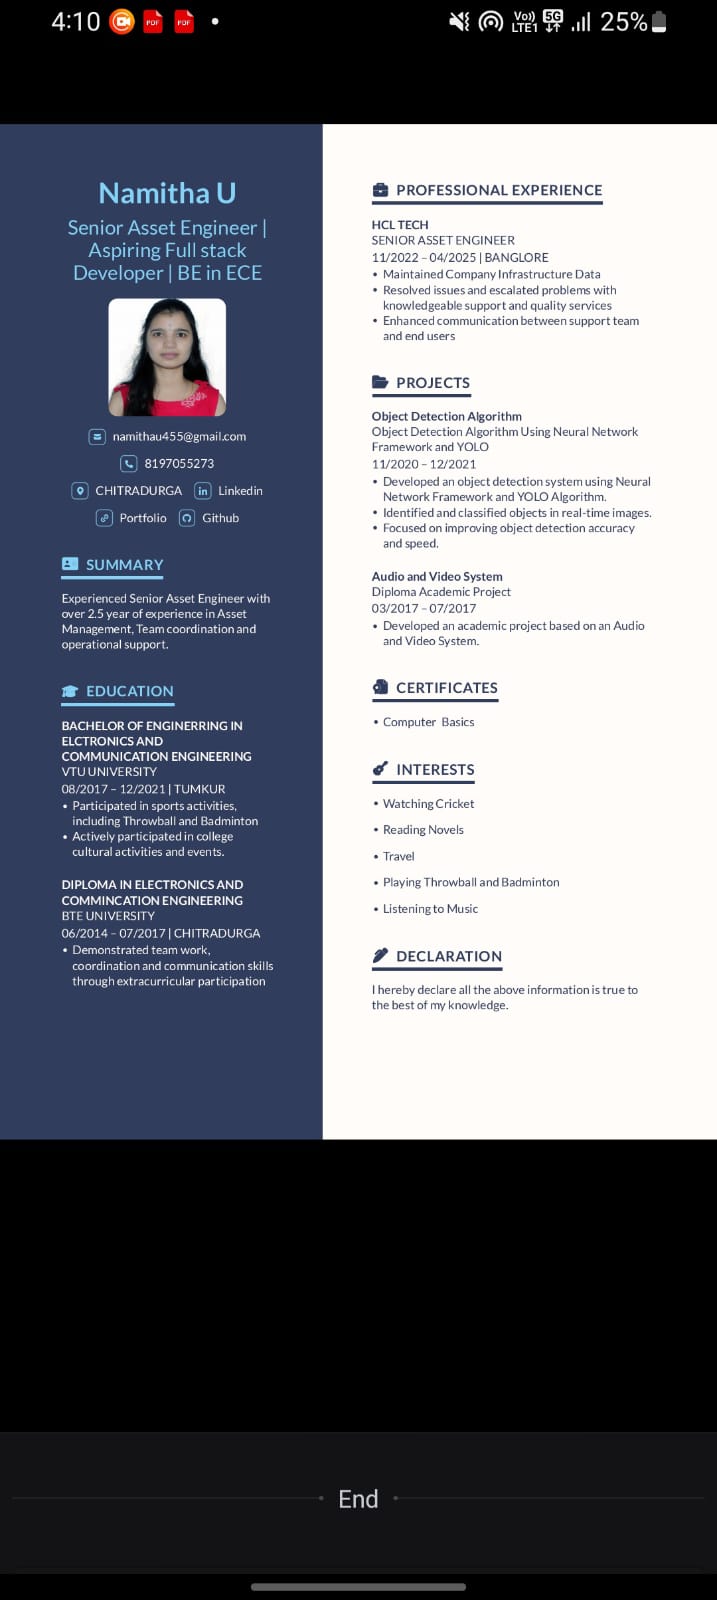 4:10
Vo)) LTE1 5G 25%
Namitha U
Senior Asset Engineer |
Aspiring Full stack
Developer | BE in ECE
namithau455@gmail.com
8197055273
CHITRADURGA Linkedin
Portfolio Github
SUMMARY
Experienced Senior Asset Engineer with
over 2.5 year of experience in Asset
Management, Team coordination and
operational support.
EDUCATION
BACHELOR OF ENGINERRING IN
ELCTRONICS AND
COMMUNICATION ENGINEERING
VTU UNIVERSITY
08/2017 – 12/2021 | TUMKUR
• Participated in sports activities,
including Throwball and Badminton
• Actively participated in college
cultural activities and events.
DIPLOMA IN ELECTRONICS AND
COMMINCATION ENGINEERING
BTE UNIVERSITY
06/2014 – 07/2017 | CHITRADURGA
• Demonstrated team work,
coordination and communication skills
through extracurricular participation
PROFESSIONAL EXPERIENCE
HCL TECH
SENIOR ASSET ENGINEER
11/2022 – 04/2025 | BANGLORE
• Maintained Company Infrastructure Data
• Resolved issues and escalated problems with
knowledgeable support and quality services
• Enhanced communication between support team
and end users
PROJECTS
Object Detection Algorithm
Object Detection Algorithm Using Neural Network
Framework and YOLO
11/2020 – 12/2021
• Developed an object detection system using Neural
Network Framework and YOLO Algorithm.
• Identified and classified objects in real-time images.
• Focused on improving object detection accuracy
and speed.
Audio and Video System
Diploma Academic Project
03/2017 – 07/2017
• Developed an academic project based on an Audio
and Video System.
CERTIFICATES
• Computer Basics
INTERESTS
• Watching Cricket
• Reading Novels
• Travel
• Playing Throwball and Badminton
• Listening to Music
DECLARATION
I hereby declare all the above information is true to
the best of my knowledge.
End